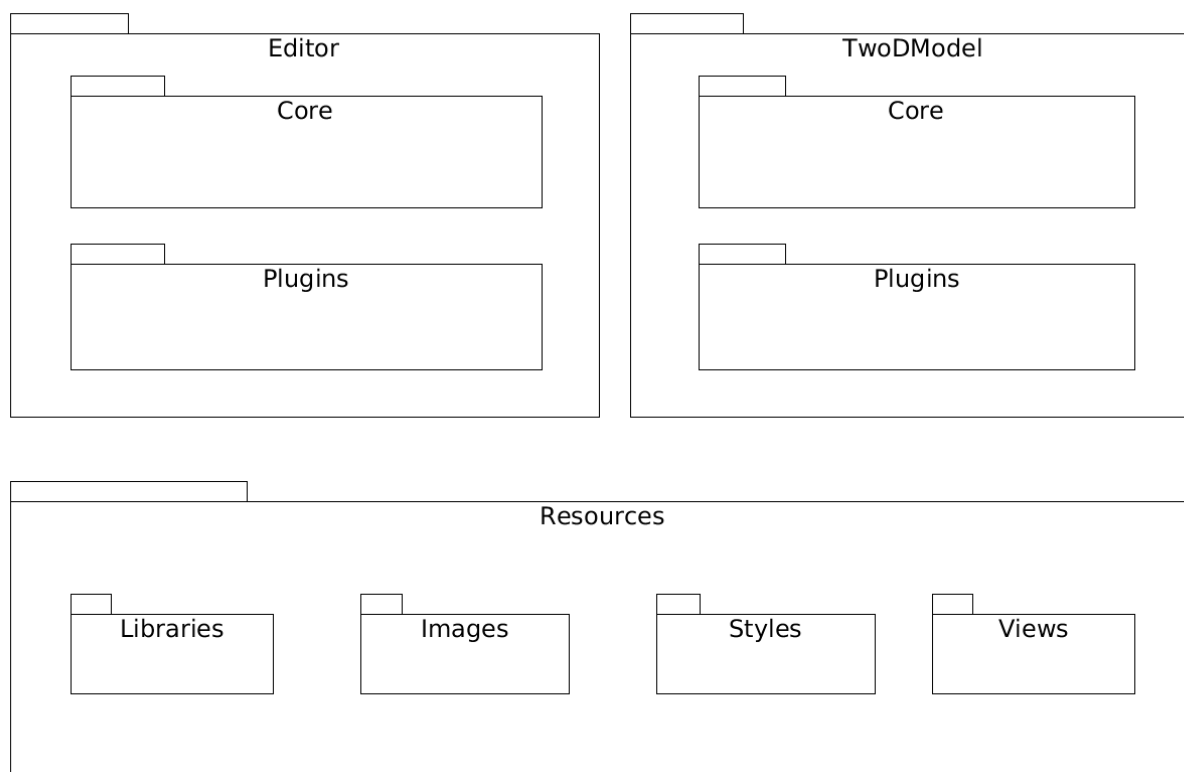 Editor
Core
Plugins
TwoDModel
Core
Plugins
Resources
Libraries
Images
Styles
Views